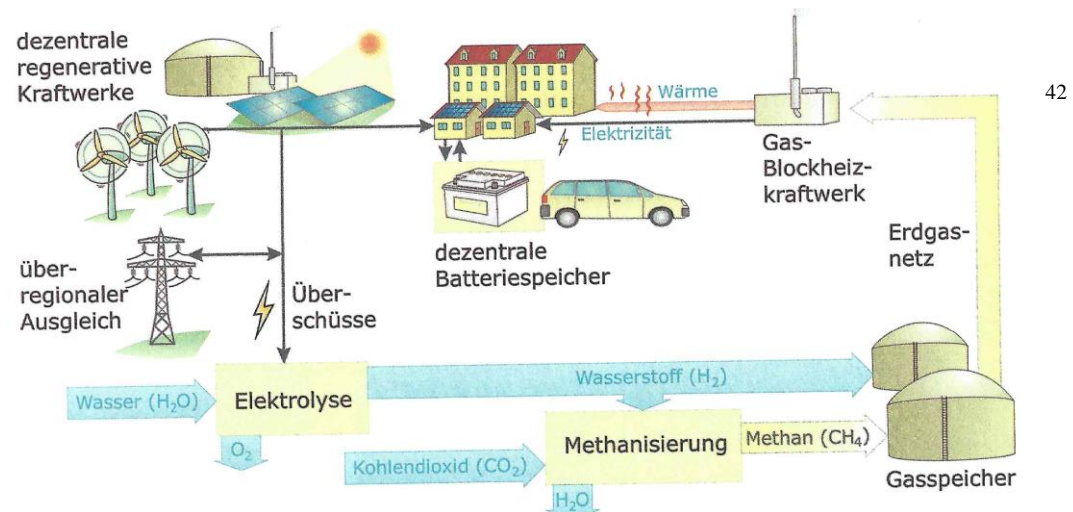 dezentrale
regenerative
Kraftwerke
Wärme
Elektrizität
42
Gas-
Blockheiz-
kraftwerk
dezentrale
Batteriespeicher
Erdgas-
netz
über-
regionaler
Ausgleich
Über-
schüsse
Wasser (H₂O)
Elektrolyse
Wasserstoff (H₂)
O₂
Kohlendioxid (CO₂)
Methanisierung
Methan (CH₄)
H₂O
Gasspeicher